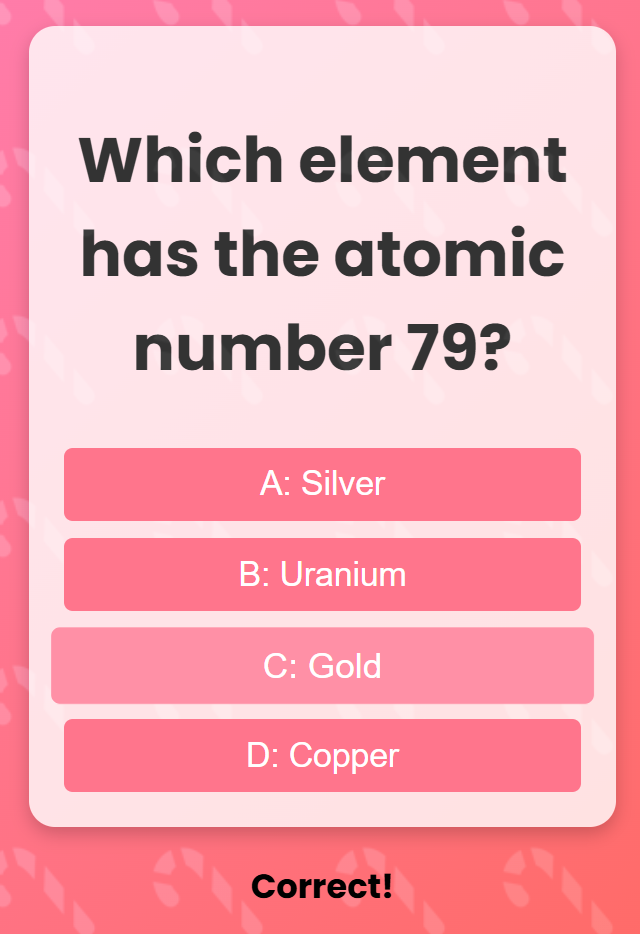 Which element
has the atomic
number 79?
A: Silver
B: Uranium
C: Gold
D: Copper
Correct!